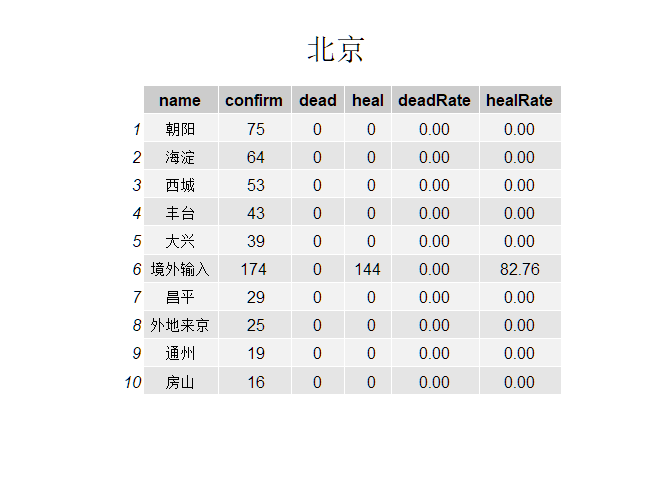 北京
name confirm dead heal deadRate healRate
1 朝阳 75 0 0 0.00 0.00
2 海淀 64 0 0 0.00 0.00
3 西城 53 0 0 0.00 0.00
4 丰台 43 0 0 0.00 0.00
5 大兴 39 0 0 0.00 0.00
6 境外输入 174 0 144 0.00 82.76
7 昌平 29 0 0 0.00 0.00
8 外地来京 25 0 0 0.00 0.00
9 通州 19 0 0 0.00 0.00
10 房山 16 0 0 0.00 0.00